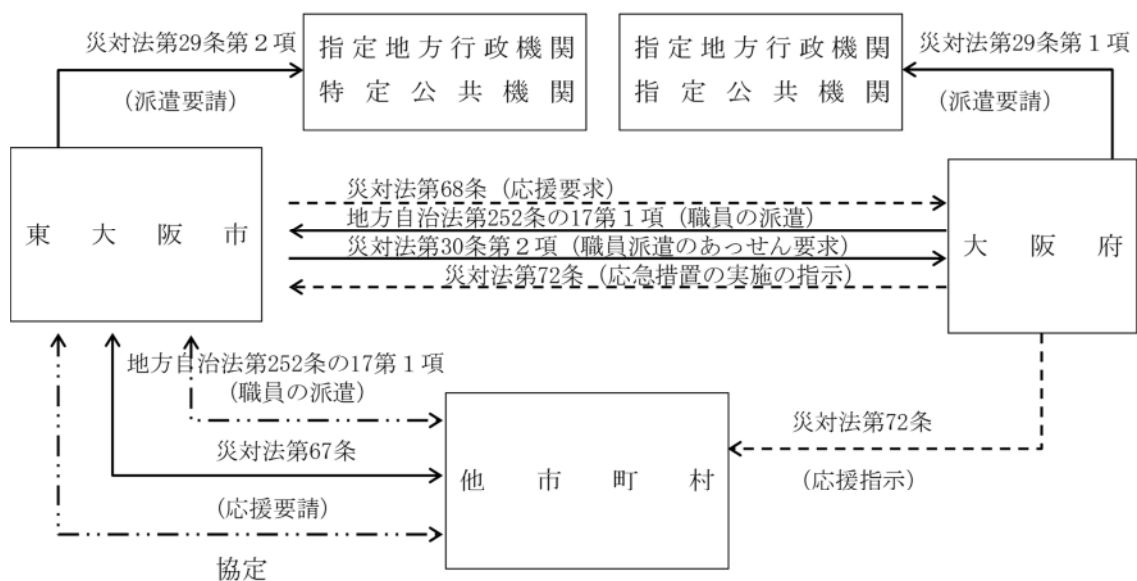 災対法第29条第２項
(派遣要請)
指定地方行政機関
特定公共機関
指定地方行政機関
指定公共機関
災対法第29条第１項
(派遣要請)
東大阪市
災対法第68条（応援要求）
地方自治法第252条の17第１項（職員の派遣）
災対法第30条第２項（職員派遣のあっせん要求）
災対法第72条（応急措置の実施の指示）
大阪府
地方自治法第252条の17第１項
(職員の派遣)
災対法第67条
(応援要請)
協定
他市町村
災対法第72条
(応援指示)